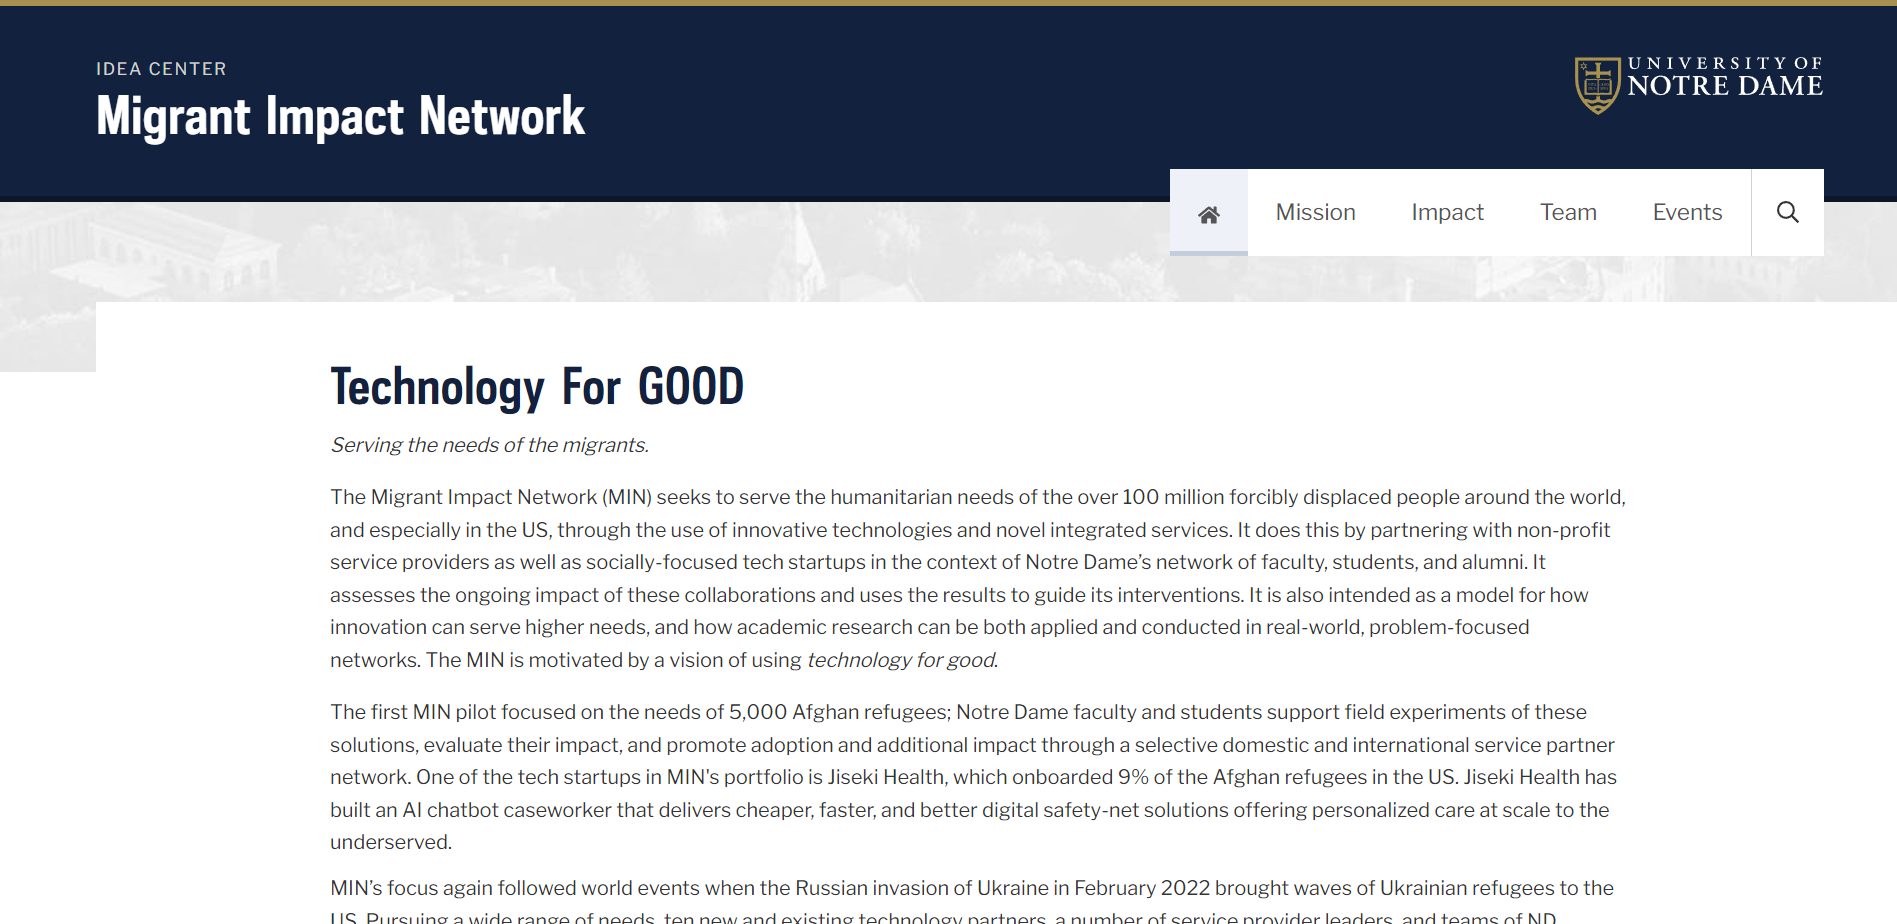 IDEA CENTER
Migrant Impact Network
UNIVERSITY OF
NOTRE DAME
Mission Impact Team Events
Technology For GOOD
Serving the needs of the migrants.
The Migrant Impact Network (MIN) seeks to serve the humanitarian needs of the over 100 million forcibly displaced people around the world,
and especially in the US, through the use of innovative technologies and novel integrated services. It does this by partnering with non-profit
service providers as well as socially-focused tech startups in the context of Notre Dame’s network of faculty, students, and alumni. It
assesses the ongoing impact of these collaborations and uses the results to guide its interventions. It is also intended as a model for how
innovation can serve higher needs, and how academic research can be both applied and conducted in real-world, problem-focused
networks. The MIN is motivated by a vision of using technology for good.
The first MIN pilot focused on the needs of 5,000 Afghan refugees; Notre Dame faculty and students support field experiments of these
solutions, evaluate their impact, and promote adoption and additional impact through a selective domestic and international service partner
network. One of the tech startups in MIN's portfolio is Jiseki Health, which onboarded 9% of the Afghan refugees in the US. Jiseki Health has
built an AI chatbot caseworker that delivers cheaper, faster, and better digital safety-net solutions offering personalized care at scale to the
underserved.
MIN’s focus again followed world events when the Russian invasion of Ukraine in February 2022 brought waves of Ukrainian refugees to the
US. Pursuing a wide range of needs, ten new and existing technology partners, a number of service provider leaders, and teams of ND